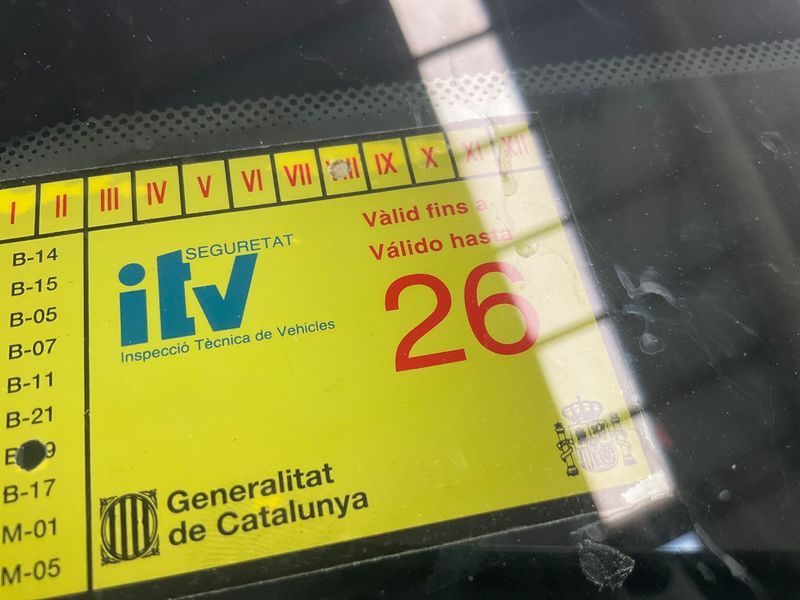 I II III IV V VI VII VIII IX X XI XII
Vàlid fins a
Válido hasta
26
SEGURETAT
itv
Inspecció Tècnica de Vehicles
B-14
B-15
B-05
B-07
B-11
B-21
B-17
M-01
M-05
Generalitat
de Catalunya